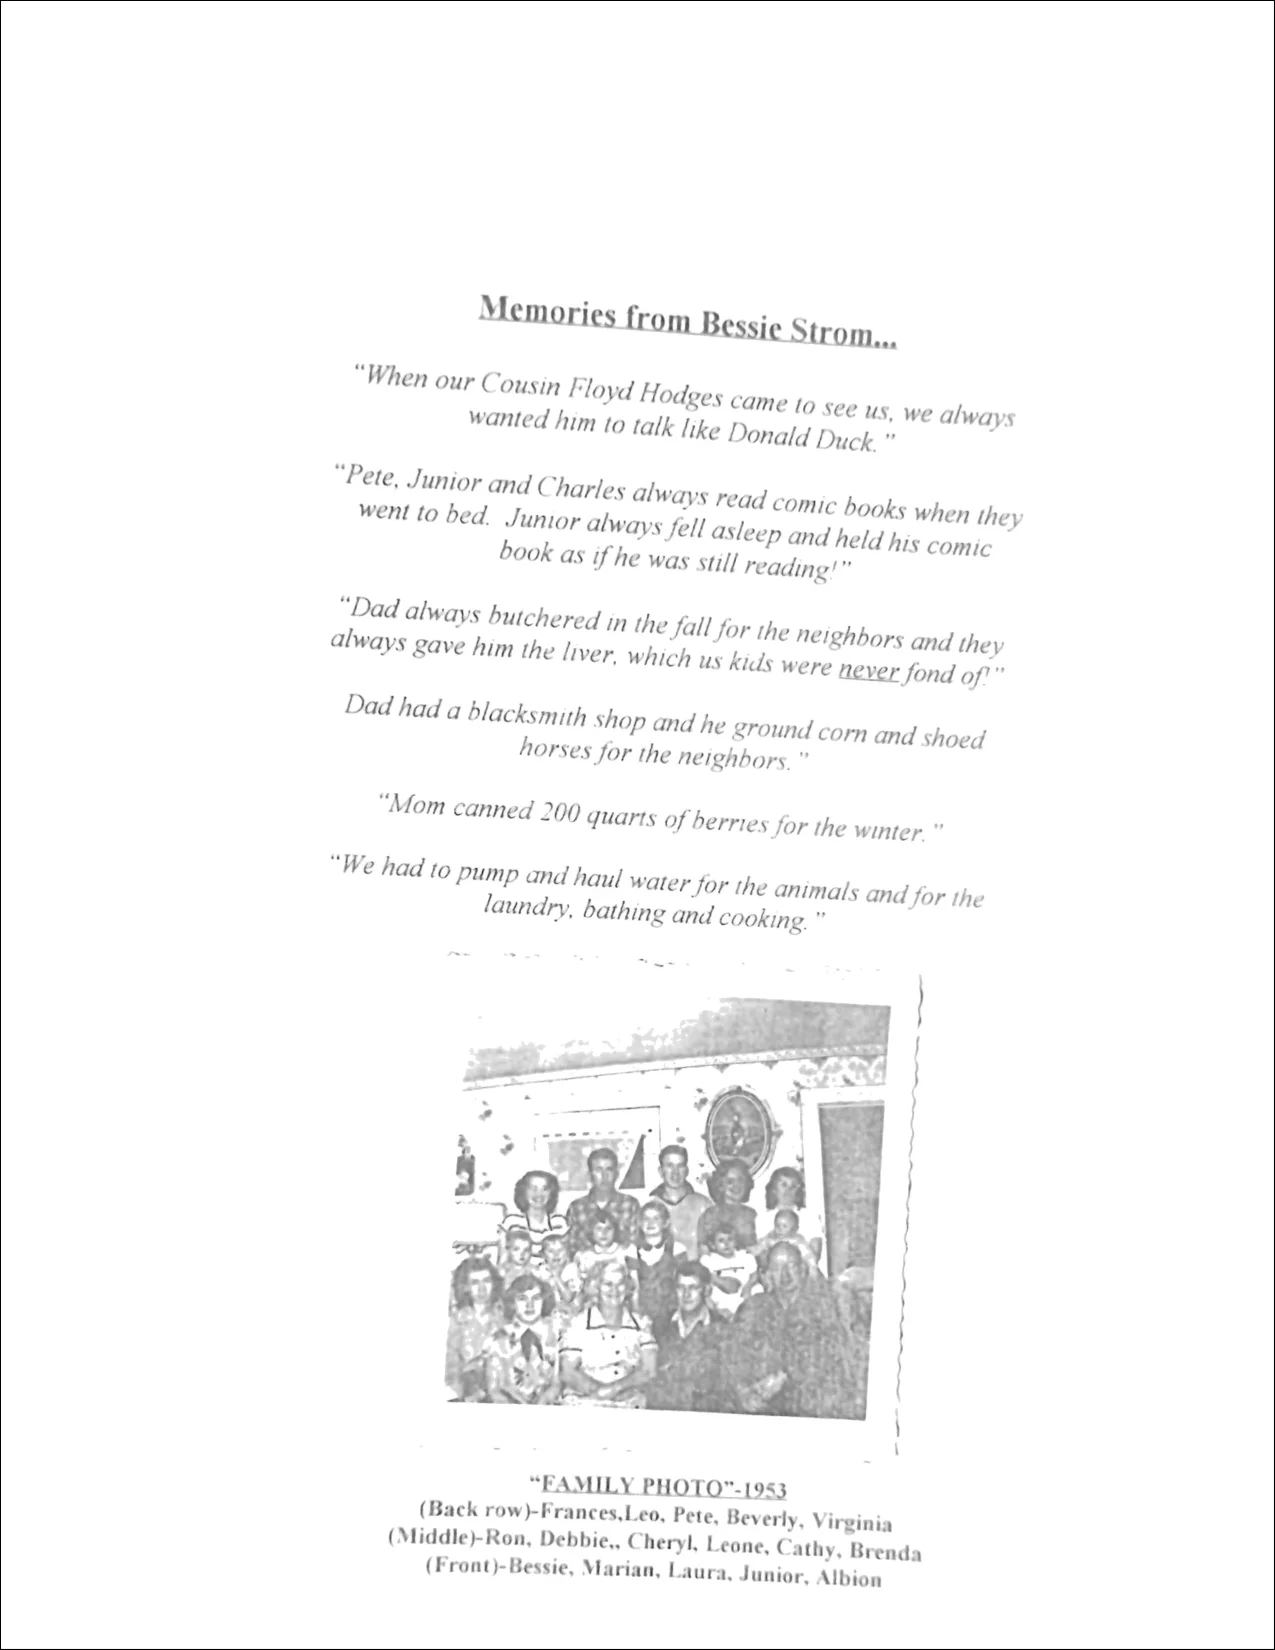 Memories from Bessie Strom...
“When our Cousin Floyd Hodges came to see us, we always
wanted him to talk like Donald Duck.”
“Pete, Junior and Charles always read comic books when they
went to bed. Junior always fell asleep and held his comic
book as if he was still reading!”
“Dad always butchered in the fall for the neighbors and they
always gave him the liver, which us kids were never fond of!”
Dad had a blacksmith shop and he ground corn and shoed
horses for the neighbors.”
“Mom canned 200 quarts of berries for the winter.”
“We had to pump and haul water for the animals and for the
laundry, bathing and cooking.”
“FAMILY PHOTO”-1953
(Back row)-Frances,Leo, Pete, Beverly, Virginia
(Middle)-Ron, Debbie,, Cheryl, Leone, Cathy, Brenda
(Front)-Bessie, Marian, Laura, Junior, Albion